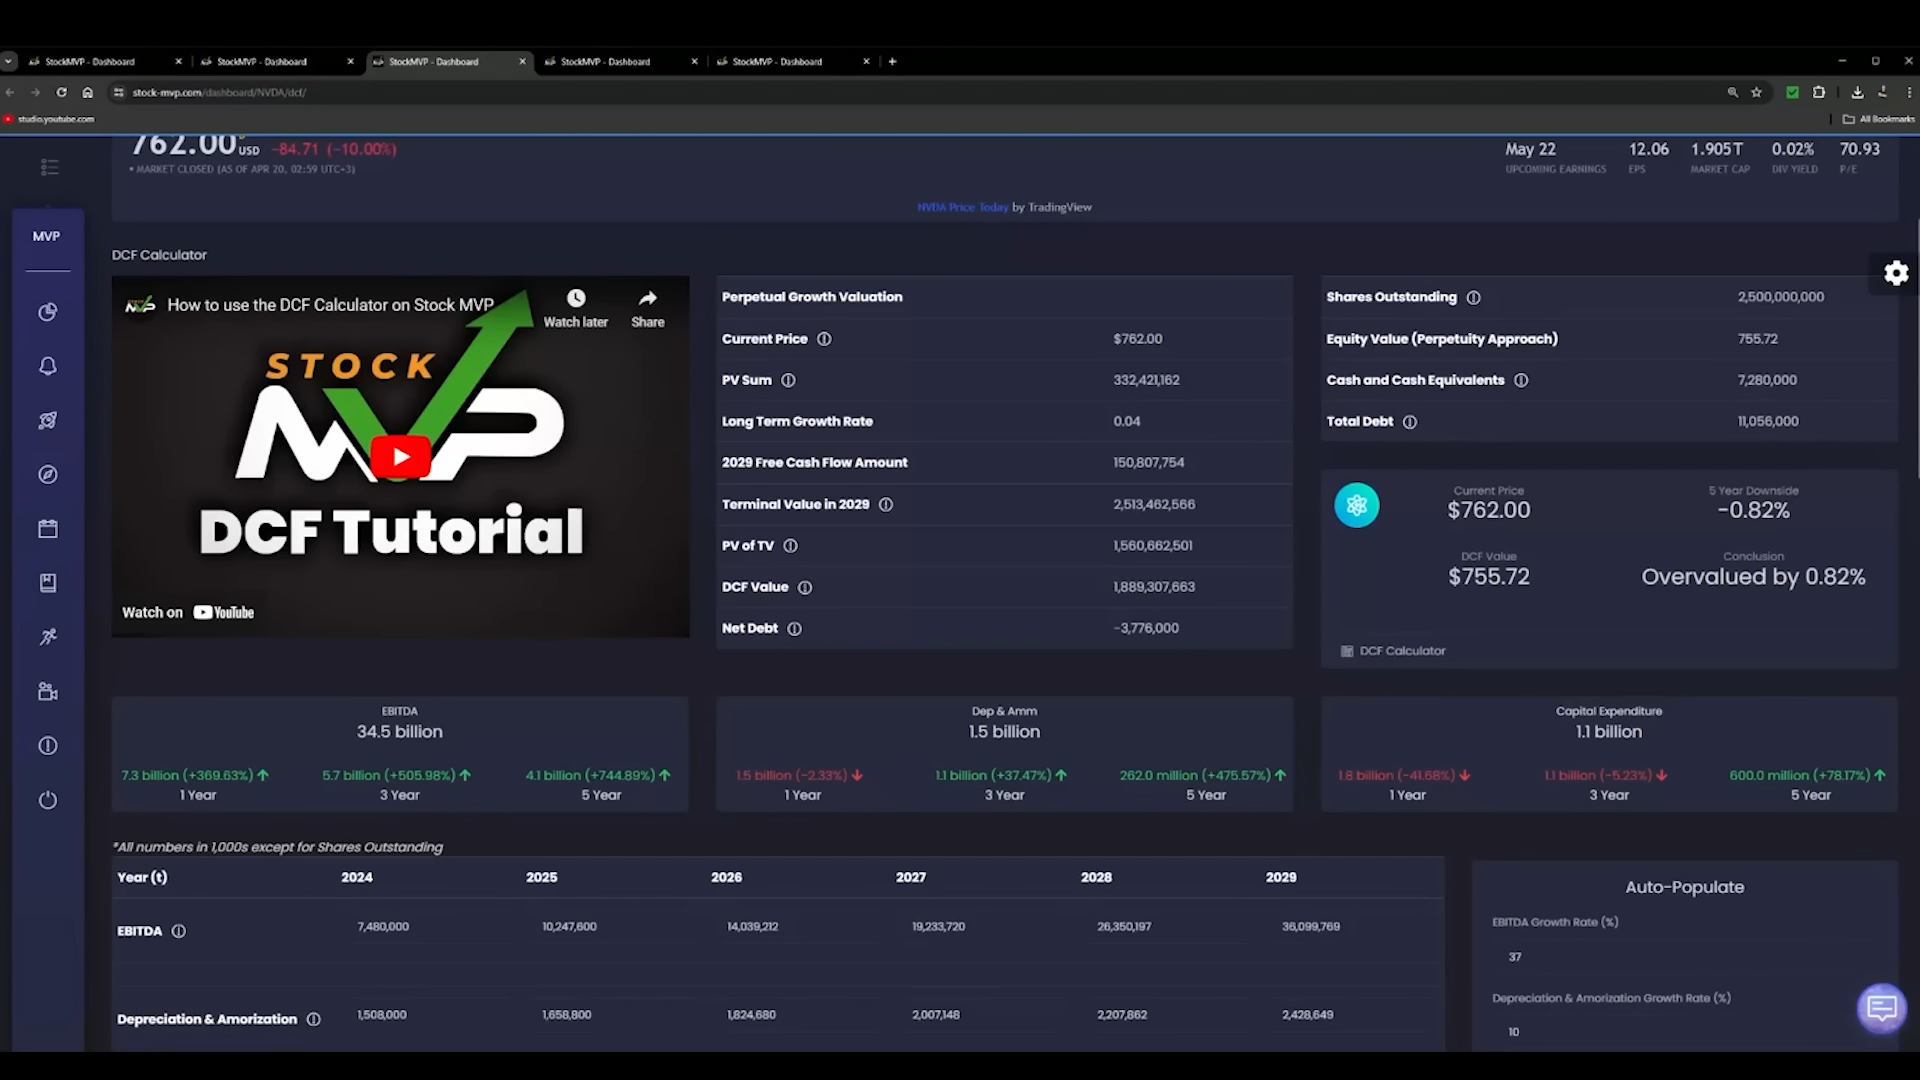 StockMVP - Dashboard
StockMVP - Dashboard
StockMVP - Dashboard
StockMVP - Dashboard
StockMVP - Dashboard
stock-mvp.com/dashboard/NVDA/dcf/
studio.youtube.com
All Bookmarks
762.00 USD -84.71 (-10.00%)
• MARKET CLOSED (AS OF APR 20, 02:59 UTC+3)
May 22 12.06 1.905T 0.02% 70.93
UPCOMING EARNINGS EPS MARKET CAP DIV YIELD P/E
NVDA Price Today by TradingView
MVP
DCF Calculator
How to use the DCF Calculator on Stock MVP
Watch later
Share
STOCK
MVP
DCF Tutorial
Watch on YouTube
Perpetual Growth Valuation
Current Price $762.00
PV Sum 332,421,162
Long Term Growth Rate 0.04
2029 Free Cash Flow Amount 150,807,754
Terminal Value in 2029 2,513,462,566
PV of TV 1,560,662,501
DCF Value 1,889,307,663
Net Debt -3,776,000
Shares Outstanding 2,500,000,000
Equity Value (Perpetuity Approach) 755.72
Cash and Cash Equivalents 7,280,000
Total Debt 11,056,000
Current Price 5 Year Downside
$762.00 -0.82%
DCF Value Conclusion
$755.72 Overvalued by 0.82%
DCF Calculator
EBITDA
34.5 billion
7.3 billion (+369.63%) 5.7 billion (+505.98%) 4.1 billion (+744.89%)
1 Year 3 Year 5 Year
Dep & Amm
1.5 billion
1.5 billion (-2.33%) 1.1 billion (+37.47%) 262.0 million (+475.57%)
1 Year 3 Year 5 Year
Capital Expenditure
1.1 billion
1.8 billion (-41.68%) 1.1 billion (-5.23%) 600.0 million (+78.17%)
1 Year 3 Year 5 Year
*All numbers in 1,000s except for Shares Outstanding
Year (t) 2024 2025 2026 2027 2028 2029
EBITDA 7,480,000 10,247,600 14,039,212 19,233,720 26,350,197 36,099,769
Depreciation & Amortization 1,508,000 1,658,800 1,824,680 2,007,148 2,207,862 2,428,649
Auto-Populate
EBITDA Growth Rate (%)
37
Depreciation & Amortization Growth Rate (%)
10